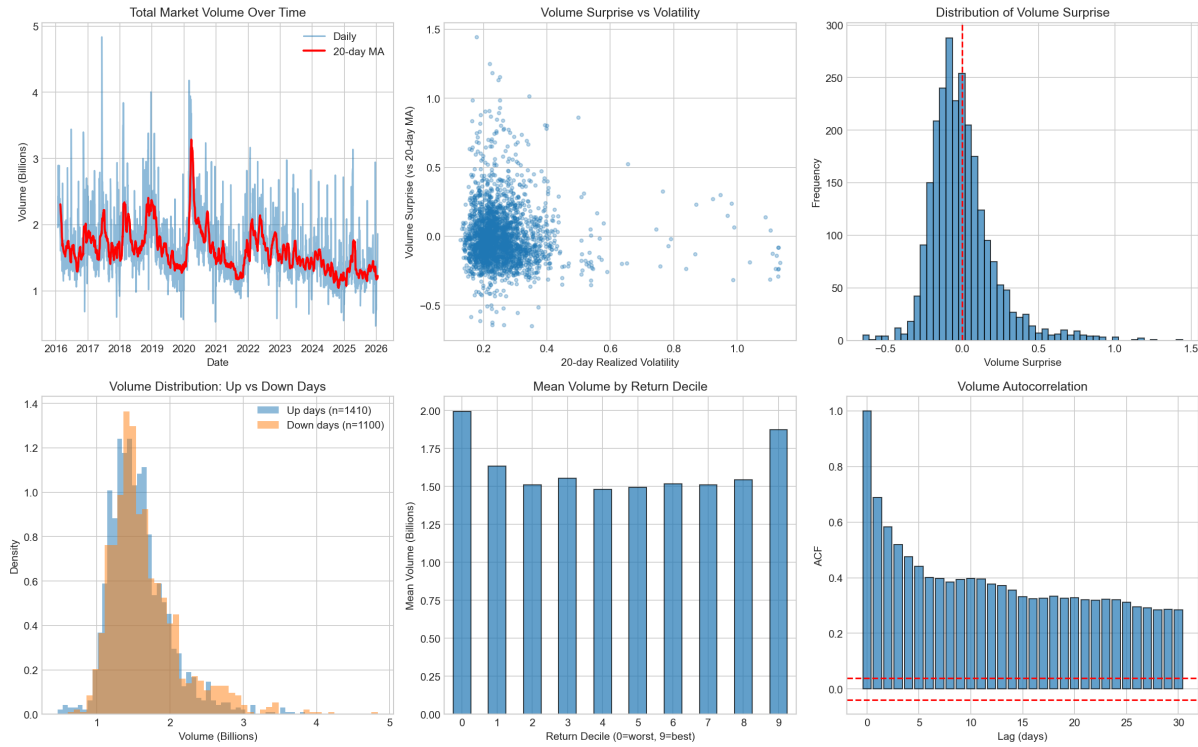 Total Market Volume Over Time
Volume (Billions)
5
4
3
2
1
Daily
20-day MA
2016 2017 2018 2019 2020 2021 2022 2023 2024 2025 2026
Date
Volume Surprise vs Volatility
Volume Surprise (vs 20-day MA)
1.5
1.0
0.5
0.0
−0.5
0.2 0.4 0.6 0.8 1.0
20-day Realized Volatility
Distribution of Volume Surprise
Frequency
300
250
200
150
100
50
0
−0.5 0.0 0.5 1.0 1.5
Volume Surprise
Volume Distribution: Up vs Down Days
Density
1.4
1.2
1.0
0.8
0.6
0.4
0.2
0.0
Up days (n=1410)
Down days (n=1100)
1 2 3 4 5
Volume (Billions)
Mean Volume by Return Decile
Mean Volume (Billions)
2.00
1.75
1.50
1.25
1.00
0.75
0.50
0.25
0.00
0 1 2 3 4 5 6 7 8 9
Return Decile (0=worst, 9=best)
Volume Autocorrelation
ACF
1.0
0.8
0.6
0.4
0.2
0.0
0 5 10 15 20 25 30
Lag (days)